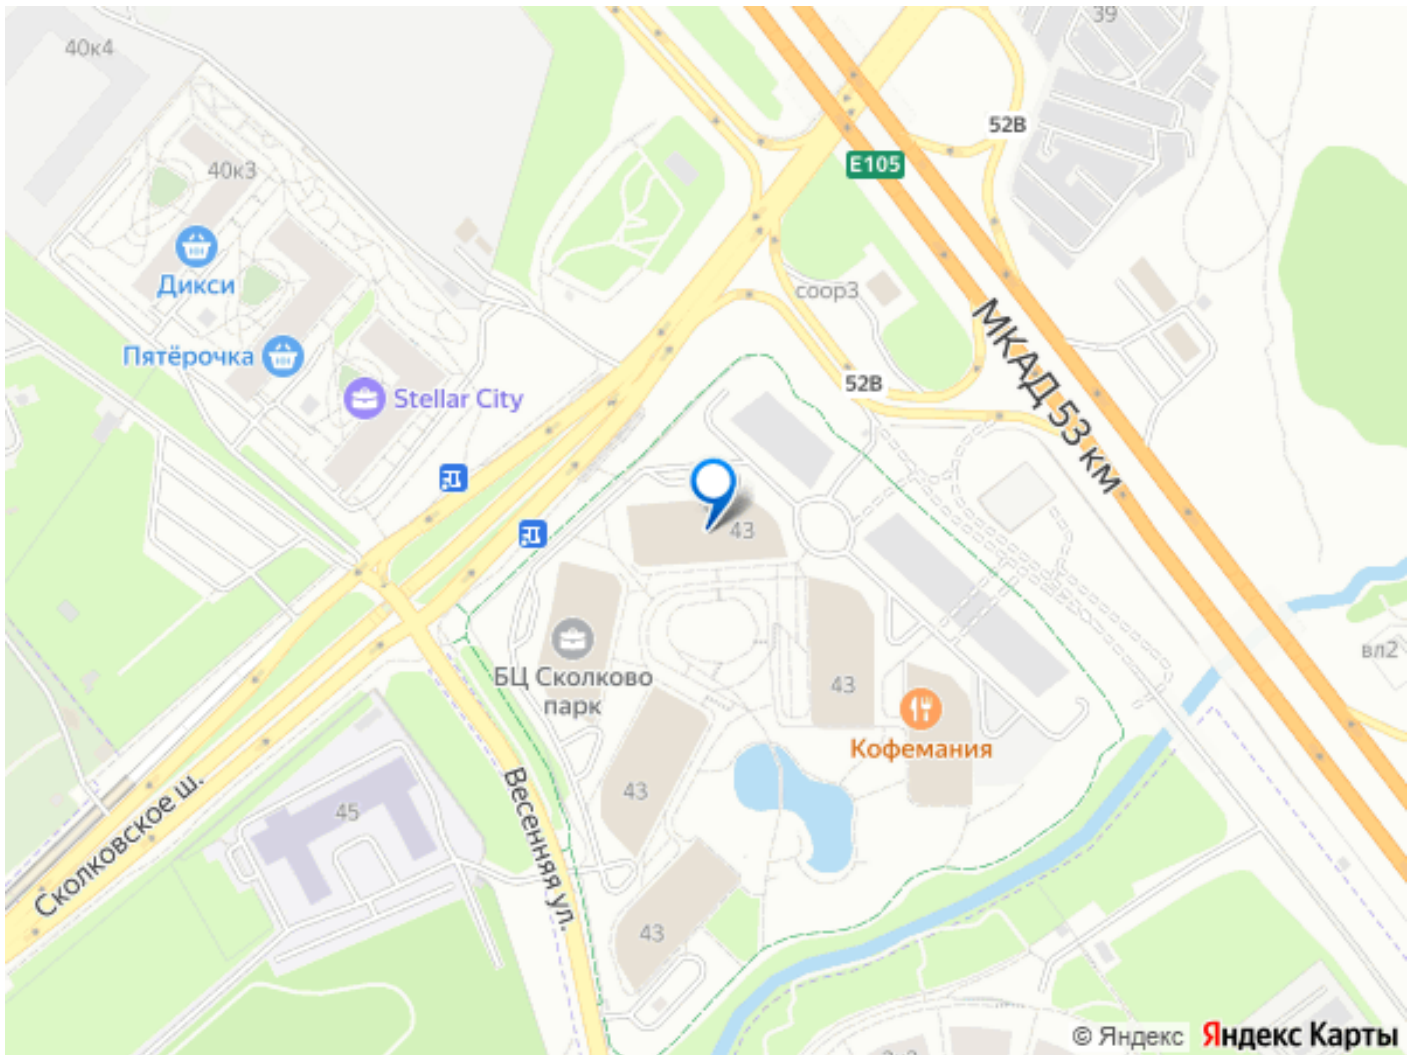 39
40к4
52В
E105
40к3
Дикси
соор3
МКАД 53 км
Пятёрочка
52В
Stellar City
43
вл2
БЦ Сколково
парк
43
Кофемания
43
45
Весенняя ул.
Сколковское ш.
43
© Яндекс
Яндекс Карты